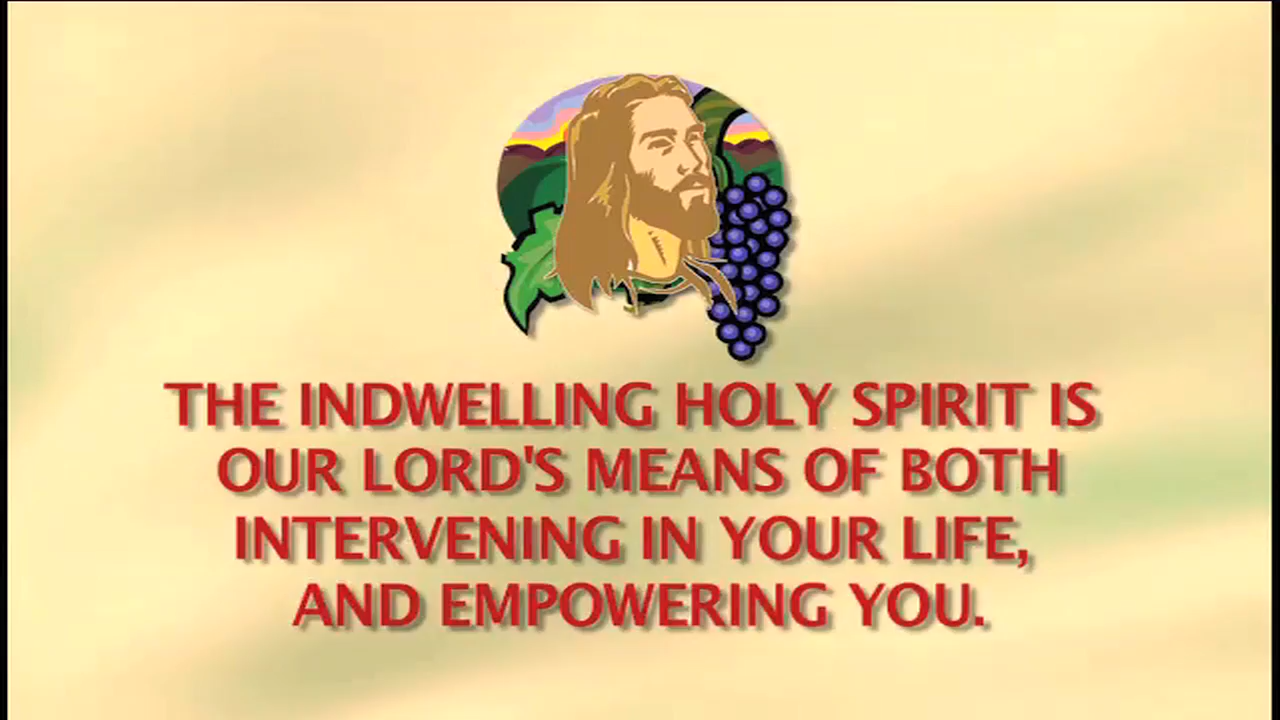 THE INDWELLING HOLY SPIRIT IS
OUR LORD'S MEANS OF BOTH
INTERVENING IN YOUR LIFE,
AND EMPOWERING YOU.